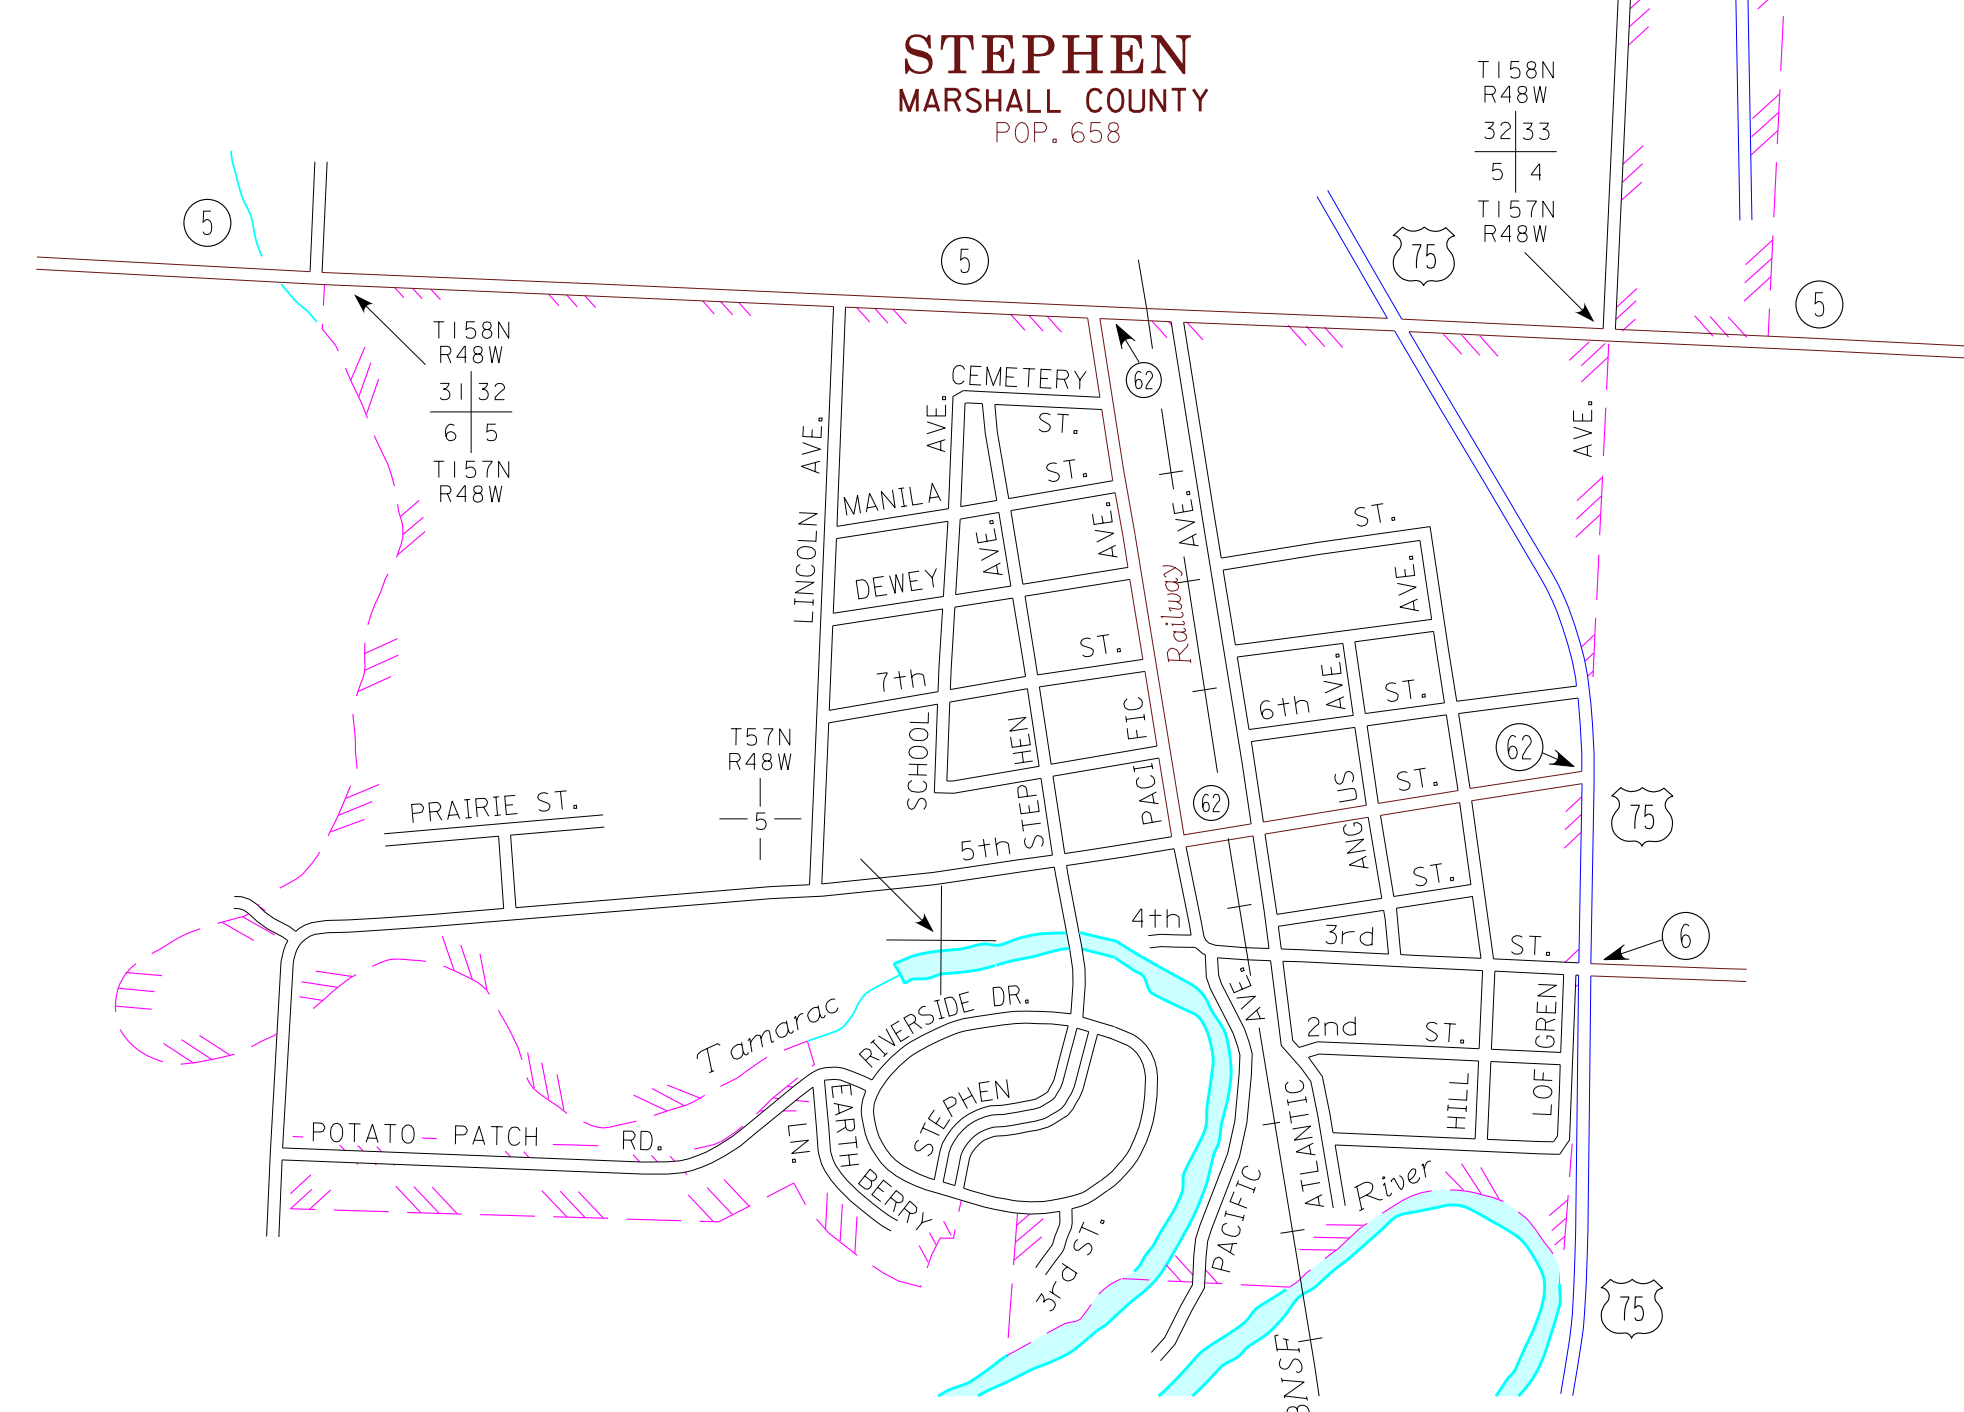 STEPHEN
MARSHALL COUNTY
POP. 658
T158N
R48W
32 33
5 4
T157N
R48W
5
5
75
5
T158N
R48W
31 32
6 5
T157N
R48W
62
CEMETERY
ST.
AVE.
AVE.
LINCOLN AVE.
MANILA ST.
DEWEY ST.
AVE.
AVE.
AVE.
AVE.
ST.
AVE.
Railway
7th
6th ST.
AVE.
SCHOOL
STEPHEN
PACIFIC
T57N
R48W
5
62
62
ST.
ANGUS
75
PRAIRIE ST.
5th
ST.
4th
3rd ST.
6
AVE.
RIVERSIDE DR.
Tamarac
2nd ST.
GREN
LOF
HILL
ATLANTIC
STEPHEN
EARTH BERRY
LN.
POTATO PATCH RD.
River
PACIFIC
3rd ST.
75
BNSF